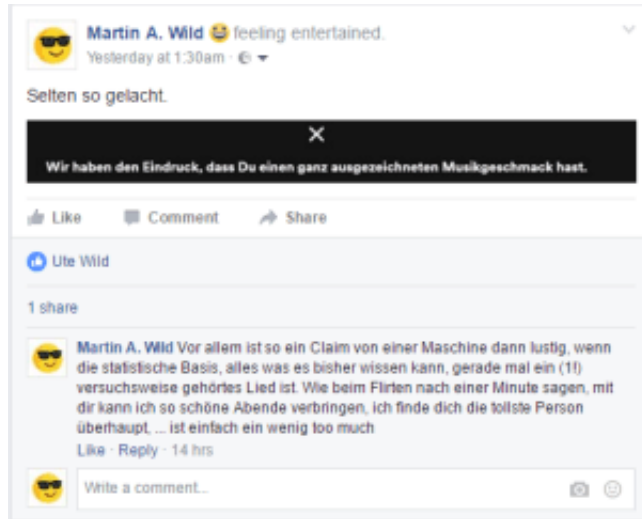 Martin A. Wild 😆 feeling entertained.
Yesterday at 1:30am ·
Selten so gelacht.
Wir haben den Eindruck, dass Du einen ganz ausgezeichneten Musikgeschmack hast.
Like Comment Share
Ute Wild
1 share
Martin A. Wild Vor allem ist so ein Claim von einer Maschine dann lustig, wenn
die statistische Basis, alles was es bisher wissen kann, gerade mal ein (1!)
versuchsweise gehörtes Lied ist. Wie beim Flirten nach einer Minute sagen, mit
dir kann ich so schöne Abende verbringen, ich finde dich die tollste Person
überhaupt, ... ist einfach ein wenig too much
Like · Reply · 14 hrs
Write a comment...